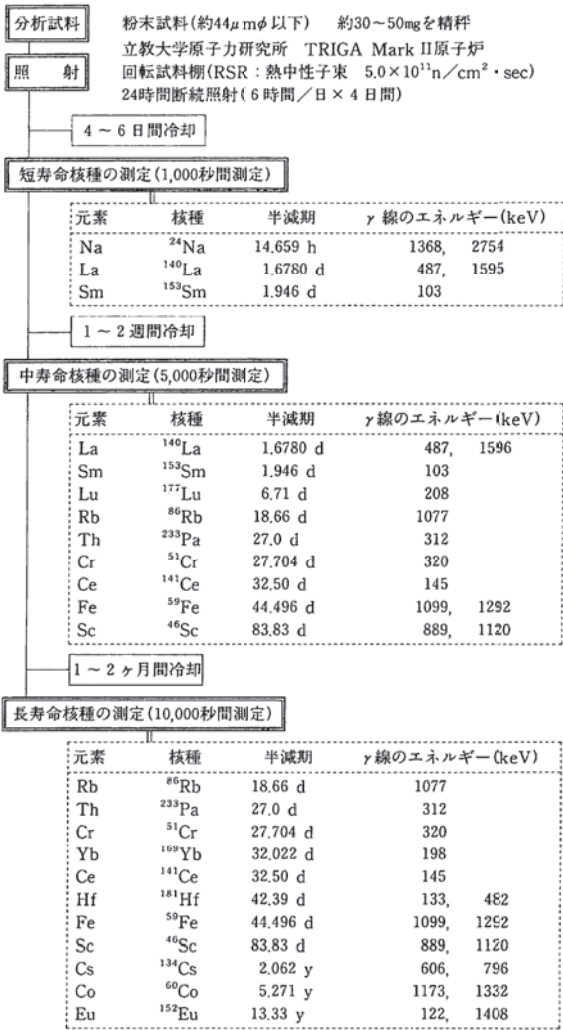 分析試料 粉末試料(約44μmφ以下) 約30～50mgを精秤
立教大学原子力研究所 TRIGA Mark II原子炉
照 射 回転試料棚(RSR：熱中性子束 5.0×10¹¹n／cm²・sec)
24時間断続照射(6時間／日×4日間)
4～6日間冷却
短寿命核種の測定(1,000秒間測定)
元素 核種 半減期 γ線のエネルギー(keV)
Na ²⁴Na 14.659 h 1368, 2754
La ¹⁴⁰La 1.6780 d 487, 1595
Sm ¹⁵³Sm 1.946 d 103
1～2週間冷却
中寿命核種の測定(5,000秒間測定)
元素 核種 半減期 γ線のエネルギー(keV)
La ¹⁴⁰La 1.6780 d 487, 1596
Sm ¹⁵³Sm 1.946 d 103
Lu ¹⁷⁷Lu 6.71 d 208
Rb ⁸⁶Rb 18.66 d 1077
Th ²³³Pa 27.0 d 312
Cr ⁵¹Cr 27.704 d 320
Ce ¹⁴¹Ce 32.50 d 145
Fe ⁵⁹Fe 44.496 d 1099, 1292
Sc ⁴⁶Sc 83.83 d 889, 1120
1～2ヶ月間冷却
長寿命核種の測定(10,000秒間測定)
元素 核種 半減期 γ線のエネルギー(keV)
Rb ⁸⁶Rb 18.66 d 1077
Th ²³³Pa 27.0 d 312
Cr ⁵¹Cr 27.704 d 320
Yb ¹⁶⁹Yb 32.022 d 198
Ce ¹⁴¹Ce 32.50 d 145
Hf ¹⁸¹Hf 42.39 d 133, 482
Fe ⁵⁹Fe 44.496 d 1099, 1292
Sc ⁴⁶Sc 83.83 d 889, 1120
Cs ¹³⁴Cs 2.062 y 606, 796
Co ⁶⁰Co 5.271 y 1173, 1332
Eu ¹⁵²Eu 13.33 y 122, 1408